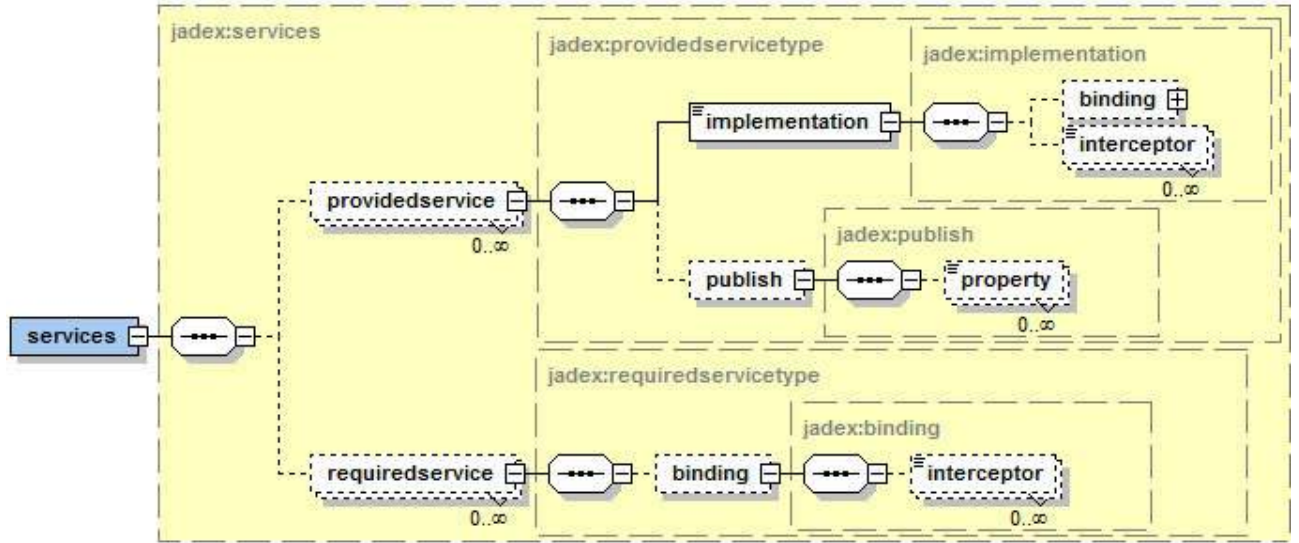 jadex:services
jadex:providedservicetype
jadex:implementation
binding
implementation
interceptor
0..∞
providedservice
0..∞
jadex:publish
publish
property
0..∞
services
jadex:requiredservicetype
jadex:binding
requiredservice
binding
interceptor
0..∞
0..∞